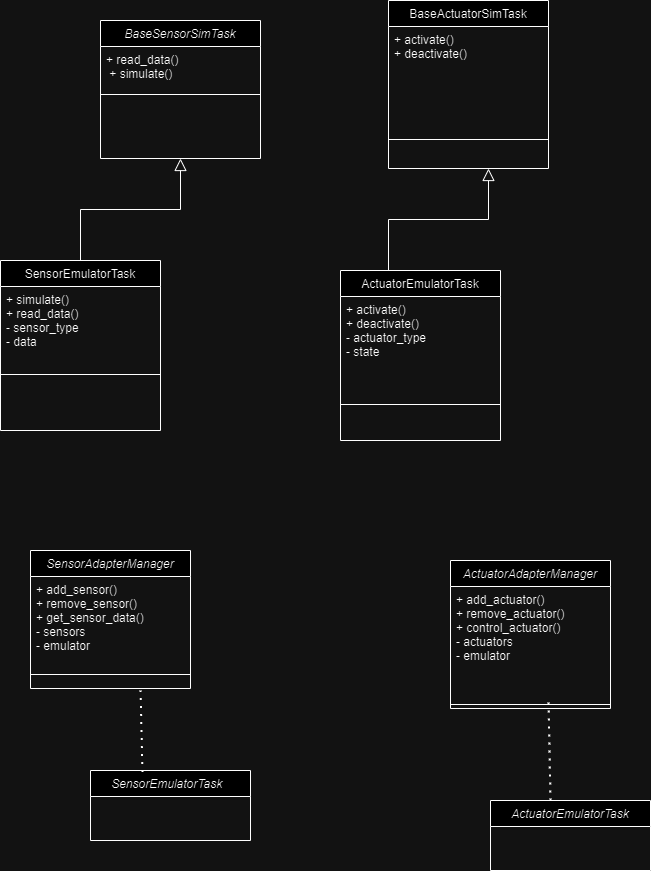 BaseSensorSimTask
+ read_data()
+ simulate()
BaseActuatorSimTask
+ activate()
+ deactivate()
SensorEmulatorTask
+ simulate()
+ read_data()
- sensor_type
- data
ActuatorEmulatorTask
+ activate()
+ deactivate()
- actuator_type
- state
SensorAdapterManager
+ add_sensor()
+ remove_sensor()
+ get_sensor_data()
- sensors
- emulator
ActuatorAdapterManager
+ add_actuator()
+ remove_actuator()
+ control_actuator()
- actuators
- emulator
SensorEmulatorTask
ActuatorEmulatorTask